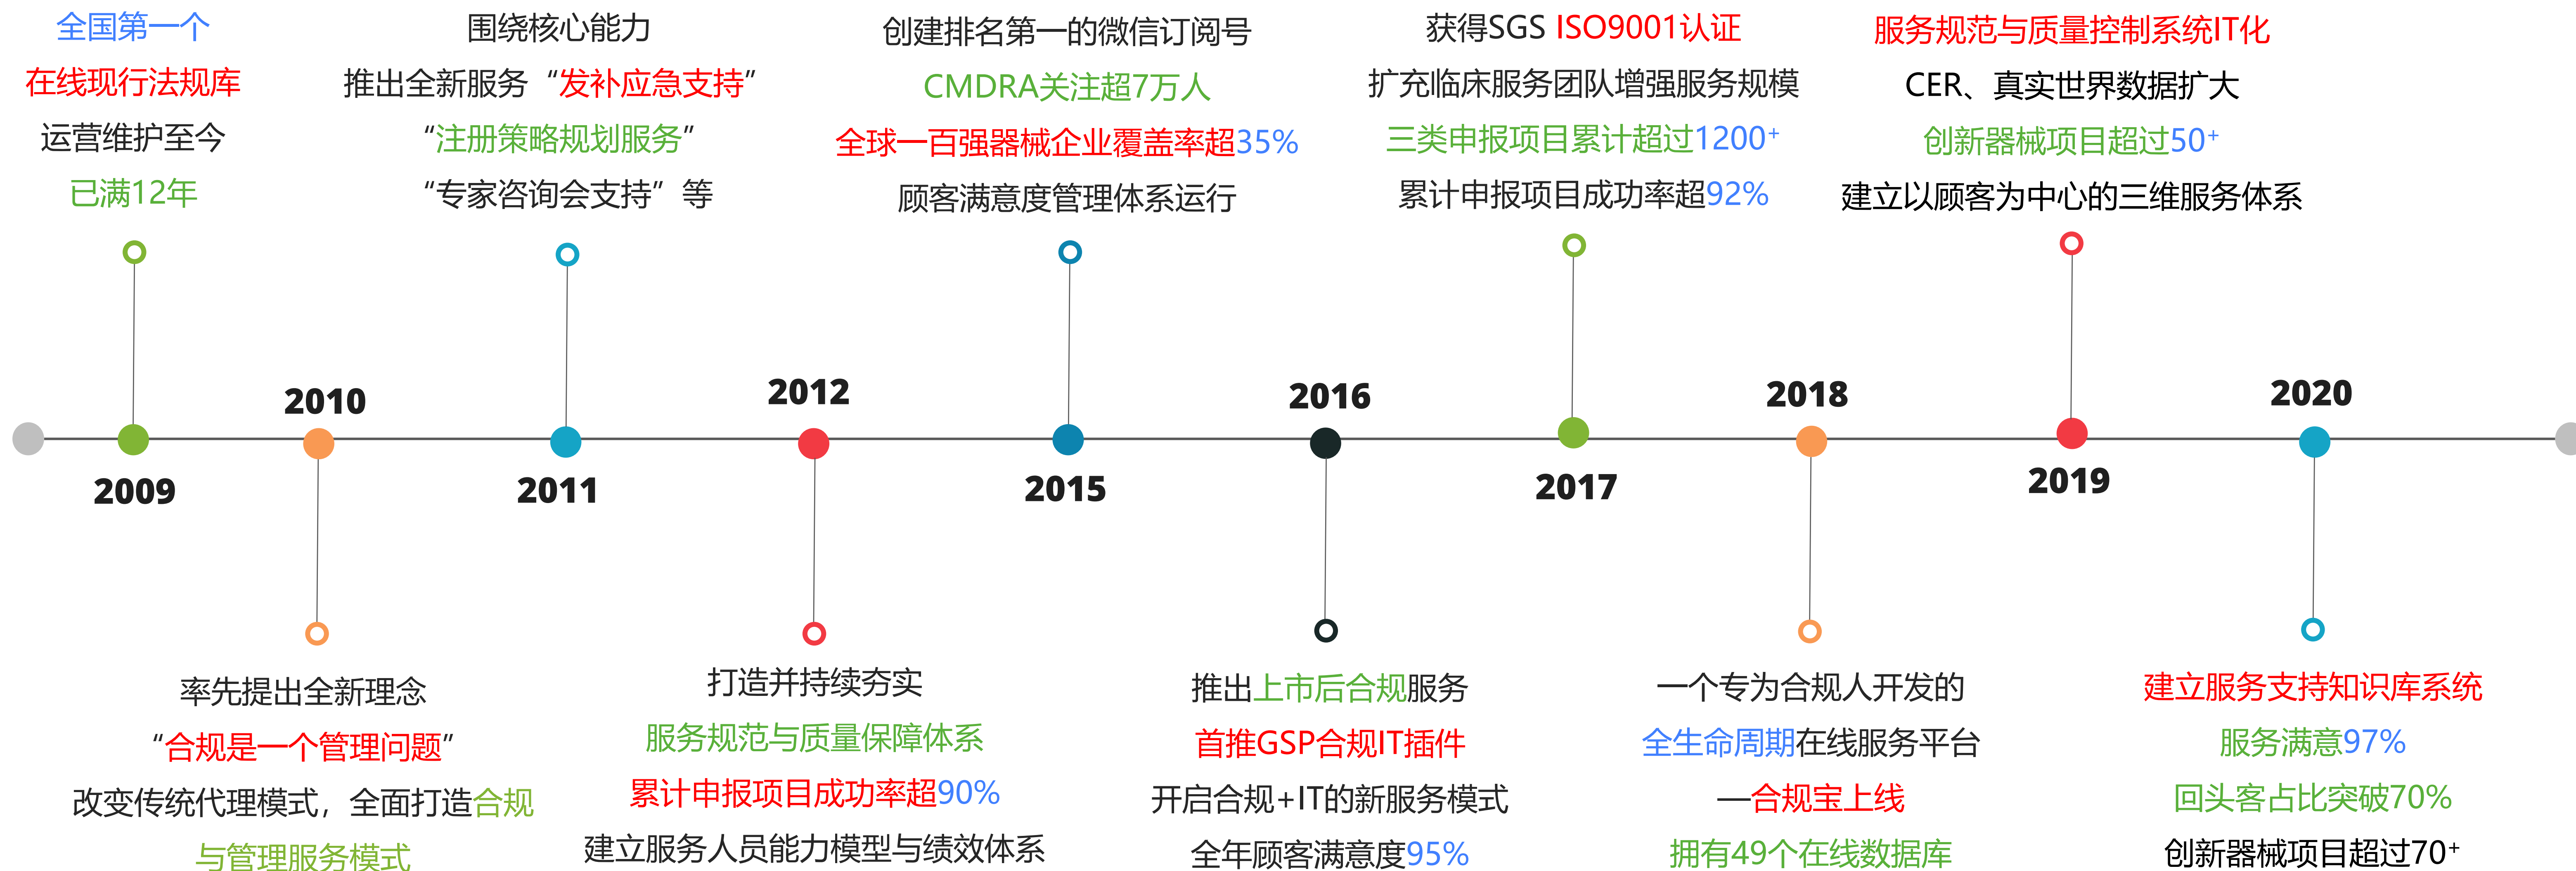 全国第一个
在线现行法规库
运营维护至今
已满12年
2009
2010
率先提出全新理念
“合规是一个管理问题”
改变传统代理模式，全面打造合规
与管理服务模式
围绕核心能力
推出全新服务“发补应急支持”
“注册策略规划服务”
“专家咨询会支持”等
2011
2012
打造并持续夯实
服务规范与质量保障体系
累计申报项目成功率超90%
建立服务人员能力模型与绩效体系
创建排名第一的微信订阅号
CMDRA关注超7万人
全球一百强器械企业覆盖率超35%
顾客满意度管理体系运行
2015
2016
推出上市后合规服务
首推GSP合规IT插件
开启合规+IT的新服务模式
全年顾客满意度95%
获得SGS ISO9001认证
扩充临床服务团队增强服务规模
三类申报项目累计超过1200+
累计申报项目成功率超92%
2017
2018
一个专为合规人开发的
全生命周期在线服务平台
—合规宝上线
拥有49个在线数据库
服务规范与质量控制系统IT化
CER、真实世界数据扩大
创新器械项目超过50+
建立以顾客为中心的三维服务体系
2019
2020
建立服务支持知识库系统
服务满意97%
回头客占比突破70%
创新器械项目超过70+